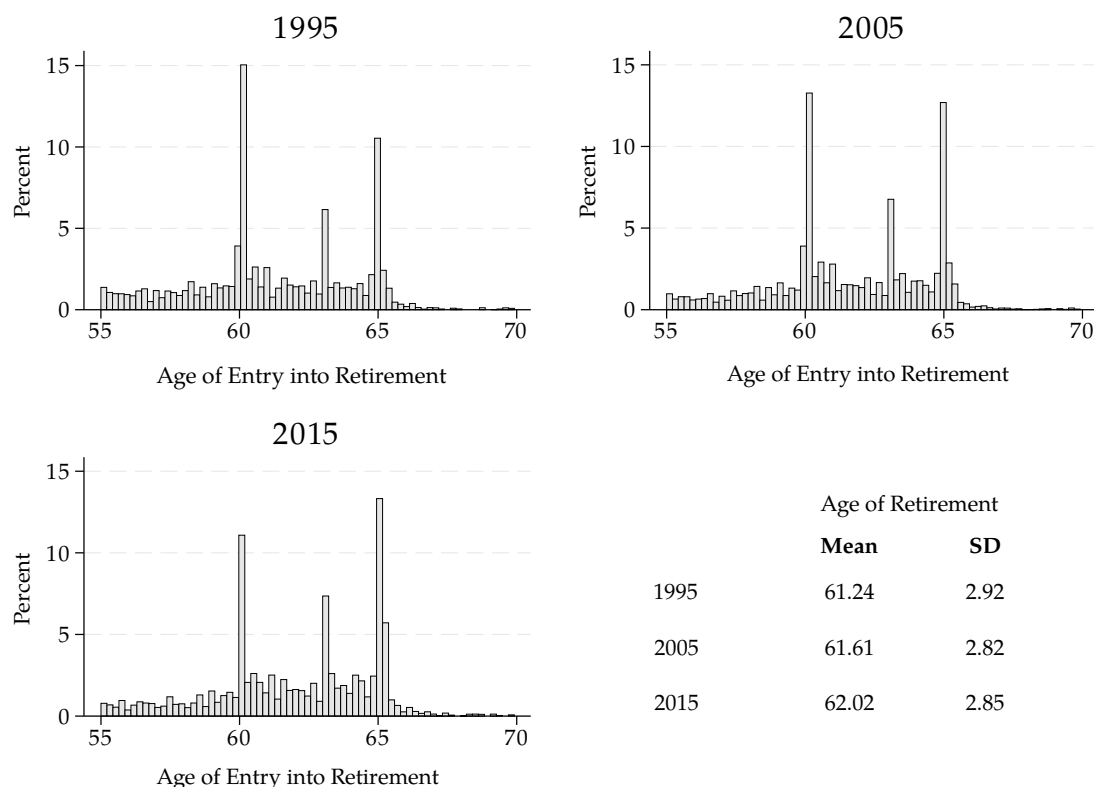 1995
15
10
5
0
Percent
55 60 65 70
Age of Entry into Retirement
2005
15
10
5
0
Percent
55 60 65 70
Age of Entry into Retirement
2015
15
10
5
0
Percent
55 60 65 70
Age of Entry into Retirement
Age of Retirement
Mean SD
1995 61.24 2.92
2005 61.61 2.82
2015 62.02 2.85